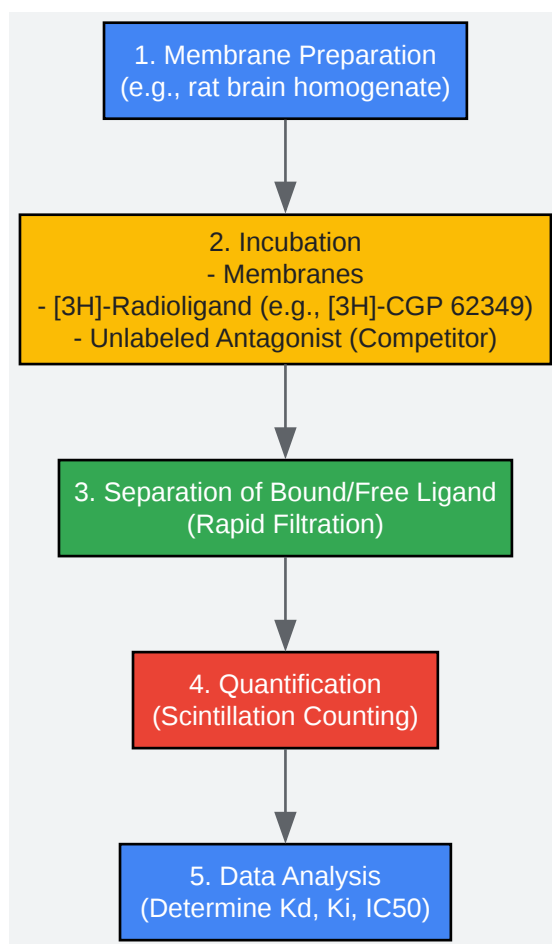 1. Membrane Preparation
(e.g., rat brain homogenate)
2. Incubation
- Membranes
- [3H]-Radioligand (e.g., [3H]-CGP 62349)
- Unlabeled Antagonist (Competitor)
3. Separation of Bound/Free Ligand
(Rapid Filtration)
4. Quantification
(Scintillation Counting)
5. Data Analysis
(Determine Kd, Ki, IC50)